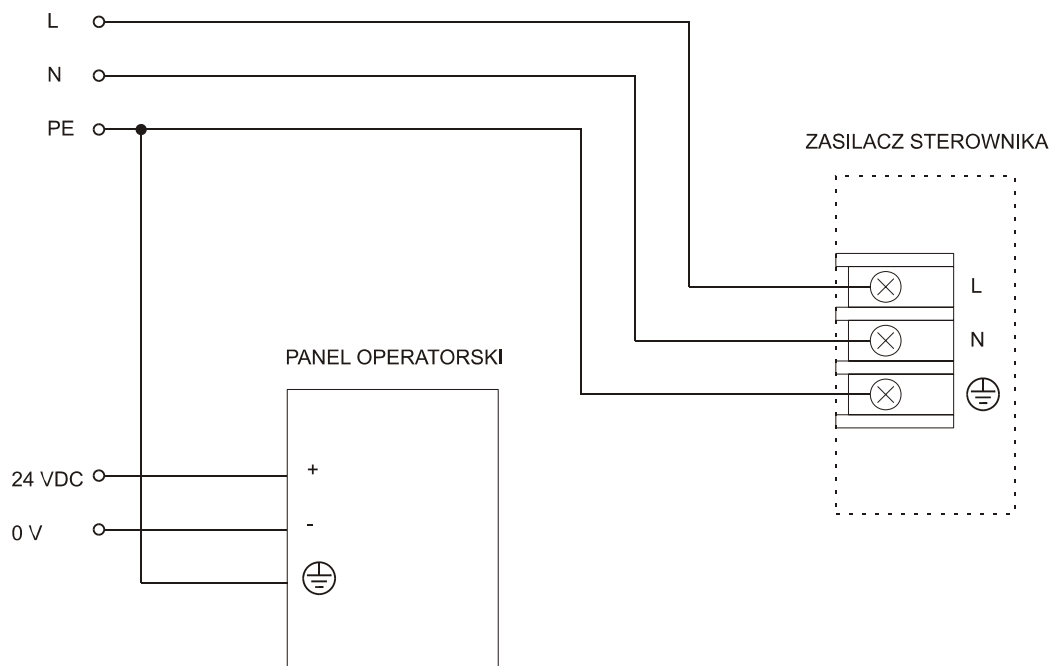 L
N
PE
ZASILACZ STEROWNIKA
L
N
PANEL OPERATORSKI
24 VDC
+
0 V
-